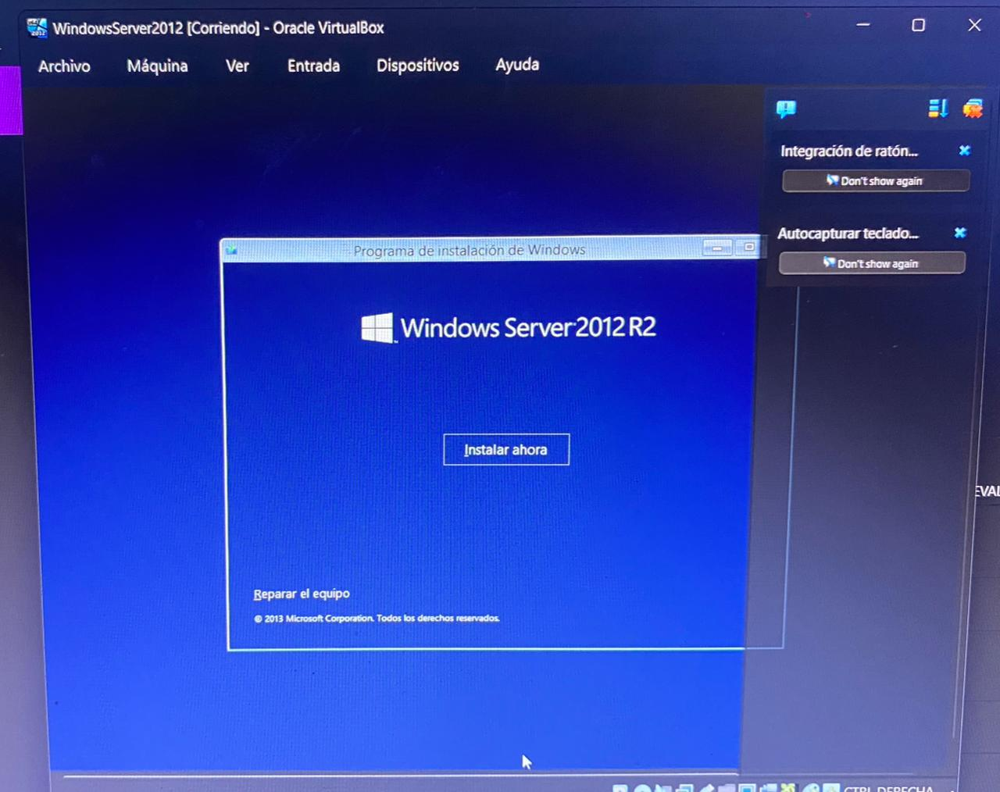 WindowsServer2012 [Corriendo] - Oracle VirtualBox
Archivo Máquina Ver Entrada Dispositivos Ayuda
Integración de ratón...
Don't show again
Autocapturar teclado...
Don't show again
Programa de instalación de Windows
Windows Server 2012 R2
Instalar ahora
EVAL
Reparar el equipo
© 2013 Microsoft Corporation. Todos los derechos reservados.
CTRL DERECHA